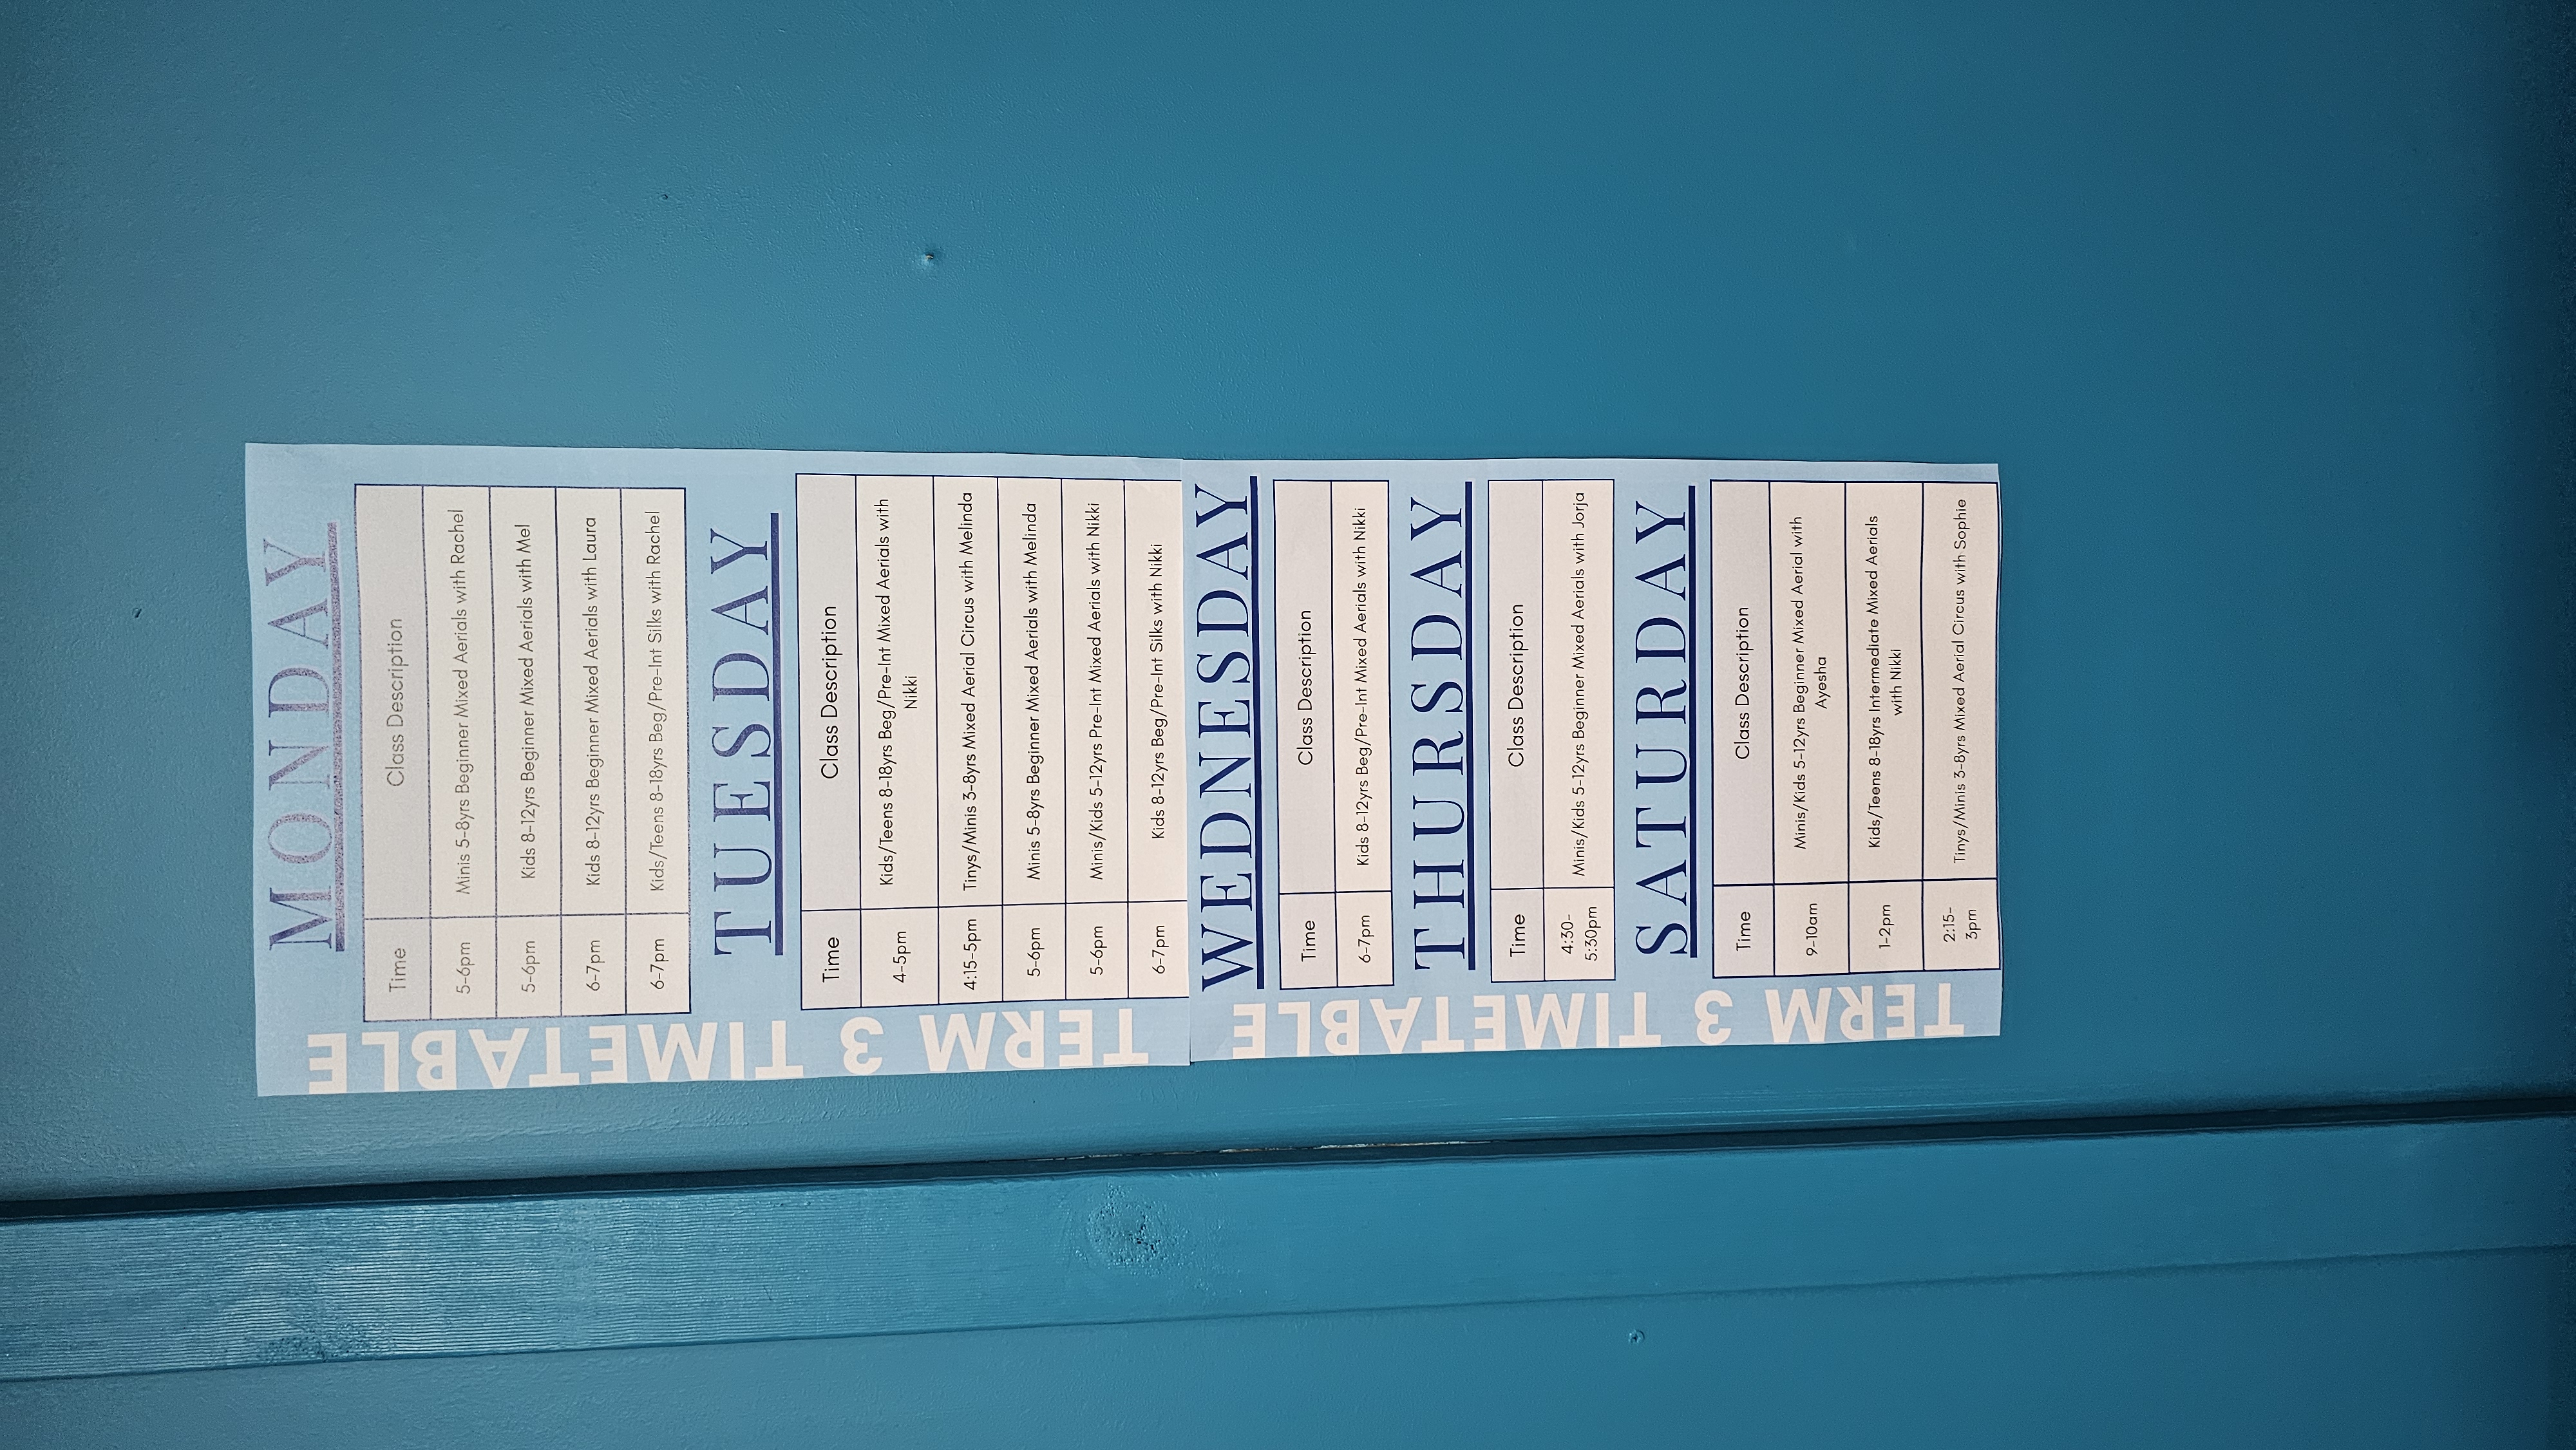 TERM 3 TIMETABLE
MONDAY
Time Class Description
5-6pm Minis 5-8yrs Beginner Mixed Aerials with Rachel
5-6pm Kids 8-12yrs Beginner Mixed Aerials with Mel
6-7pm Kids 8-12yrs Beginner Mixed Aerials with Laura
6-7pm Kids/Teens 8-18yrs Beg/Pre-Int Silks with Rachel
TUESDAY
Time Class Description
4-5pm Kids/Teens 8-18yrs Beg/Pre-Int Mixed Aerials with
Nikki
4:15-5pm Tinys/Minis 3-8yrs Mixed Aerial Circus with Melinda
5-6pm Minis 5-8yrs Beginner Mixed Aerials with Melinda
5-6pm Minis/Kids 5-12yrs Pre-Int Mixed Aerials with Nikki
6-7pm Kids 8-12yrs Beg/Pre-Int Silks with Nikki
TERM 3 TIMETABLE
WEDNESDAY
Time Class Description
6-7pm Kids 8-12yrs Beg/Pre-Int Mixed Aerials with Nikki
THURSDAY
Time Class Description
4:30-
5:30pm Minis/Kids 5-12yrs Beginner Mixed Aerials with Jorja
SATURDAY
Time Class Description
9-10am Minis/Kids 5-12yrs Beginner Mixed Aerial with
Ayesha
1-2pm Kids/Teens 8-18yrs Intermediate Mixed Aerials
with Nikki
2:15-
3pm Tinys/Minis 3-8yrs Mixed Aerial Circus with Sophie